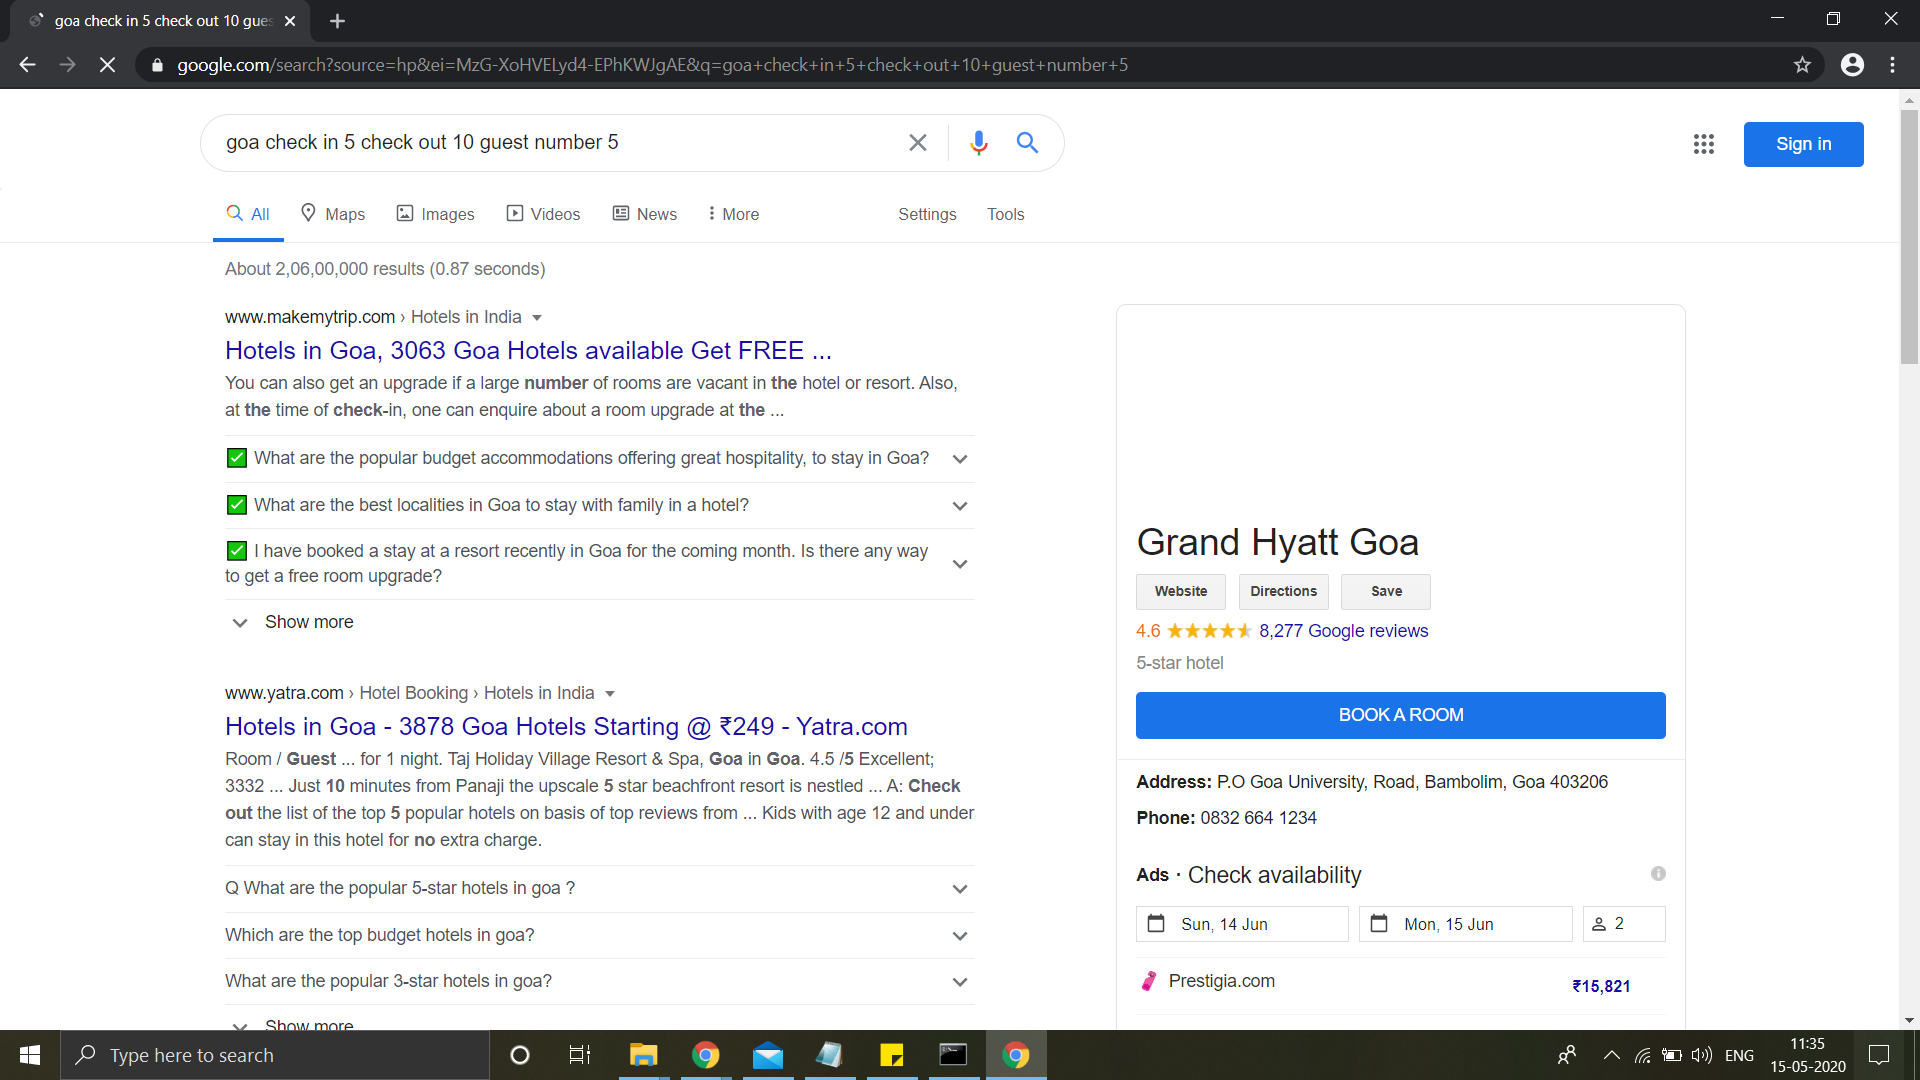 goa check in 5 check out 10 gues
google.com/search?source=hp&ei=MzG-XoHVELyd4-EPhKWJgAE&q=goa+check+in+5+check+out+10+guest+number+5
goa check in 5 check out 10 guest number 5
Sign in
All Maps Images Videos News More Settings Tools
About 2,06,00,000 results (0.87 seconds)
www.makemytrip.com › Hotels in India
Hotels in Goa, 3063 Goa Hotels available Get FREE ...
You can also get an upgrade if a large number of rooms are vacant in the hotel or resort. Also,
at the time of check-in, one can enquire about a room upgrade at the ...
✅ What are the popular budget accommodations offering great hospitality, to stay in Goa?
✅ What are the best localities in Goa to stay with family in a hotel?
✅ I have booked a stay at a resort recently in Goa for the coming month. Is there any way
to get a free room upgrade?
Show more
www.yatra.com › Hotel Booking › Hotels in India
Hotels in Goa - 3878 Goa Hotels Starting @ ₹249 - Yatra.com
Room / Guest ... for 1 night. Taj Holiday Village Resort & Spa, Goa in Goa. 4.5 /5 Excellent;
3332 ... Just 10 minutes from Panaji the upscale 5 star beachfront resort is nestled ... A: Check
out the list of the top 5 popular hotels on basis of top reviews from ... Kids with age 12 and under
can stay in this hotel for no extra charge.
Q What are the popular 5-star hotels in goa ?
Which are the top budget hotels in goa?
What are the popular 3-star hotels in goa?
Show more
Grand Hyatt Goa
Website Directions Save
4.6 8,277 Google reviews
5-star hotel
BOOK A ROOM
Address: P.O Goa University, Road, Bambolim, Goa 403206
Phone: 0832 664 1234
Ads · Check availability
Sun, 14 Jun Mon, 15 Jun 2
Prestigia.com ₹15,821
Type here to search
ENG
11:35
15-05-2020